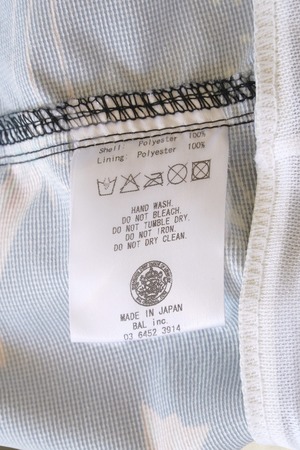 Shell: Polyester 100%
Lining: Polyester 100%
HAND WASH.
DO NOT BLEACH.
DO NOT TUMBLE DRY.
DO NOT IRON.
DO NOT DRY CLEAN.
MADE IN JAPAN
BAL inc.
03 6452 3914